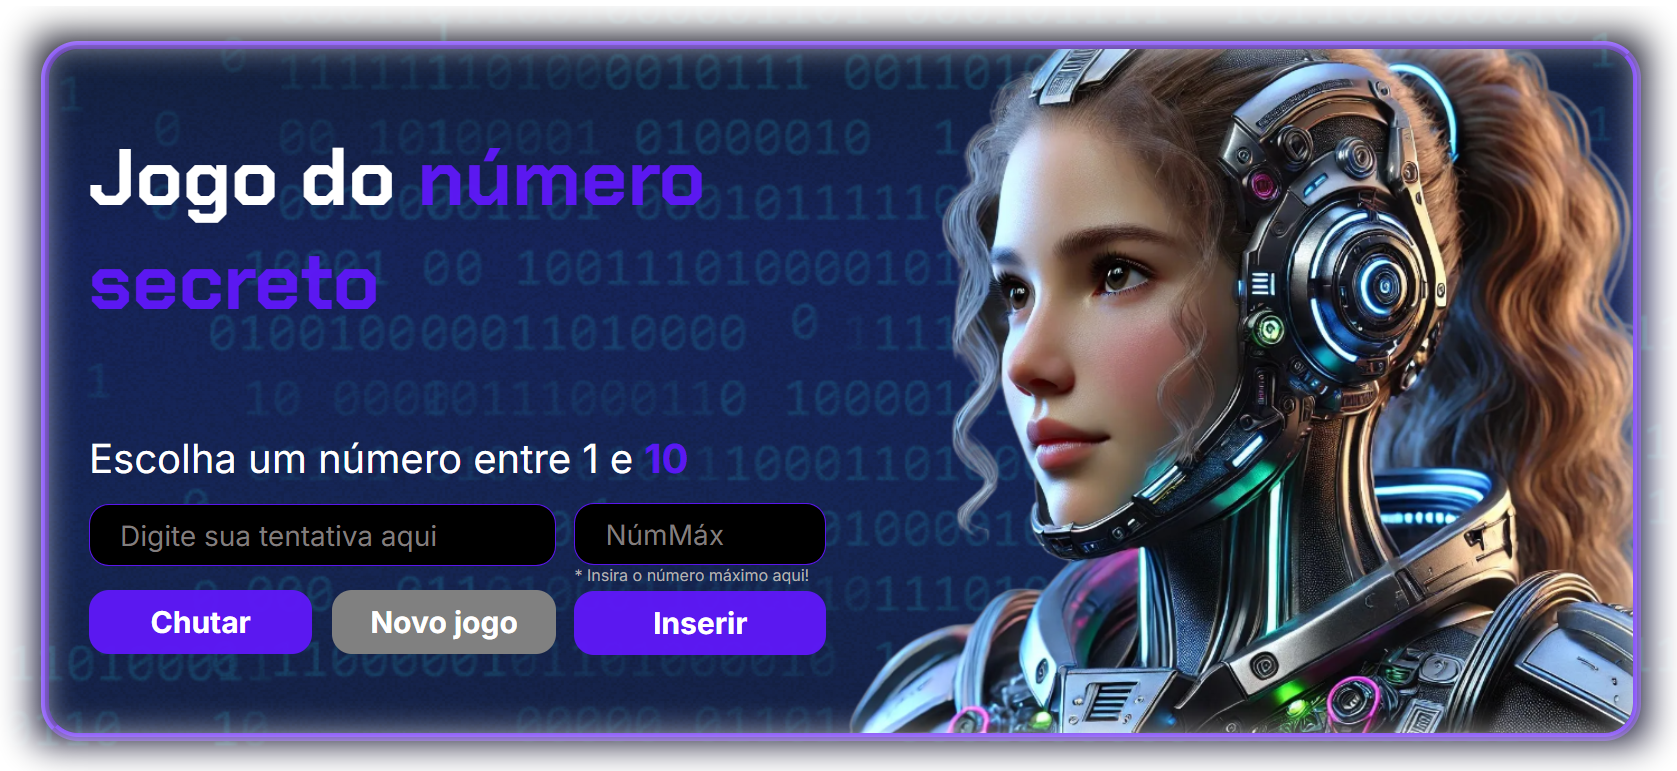 Jogo do número
secreto
Escolha um número entre 1 e 10
Digite sua tentativa aqui
NúmMáx
* Insira o número máximo aqui!
Chutar
Novo jogo
Inserir